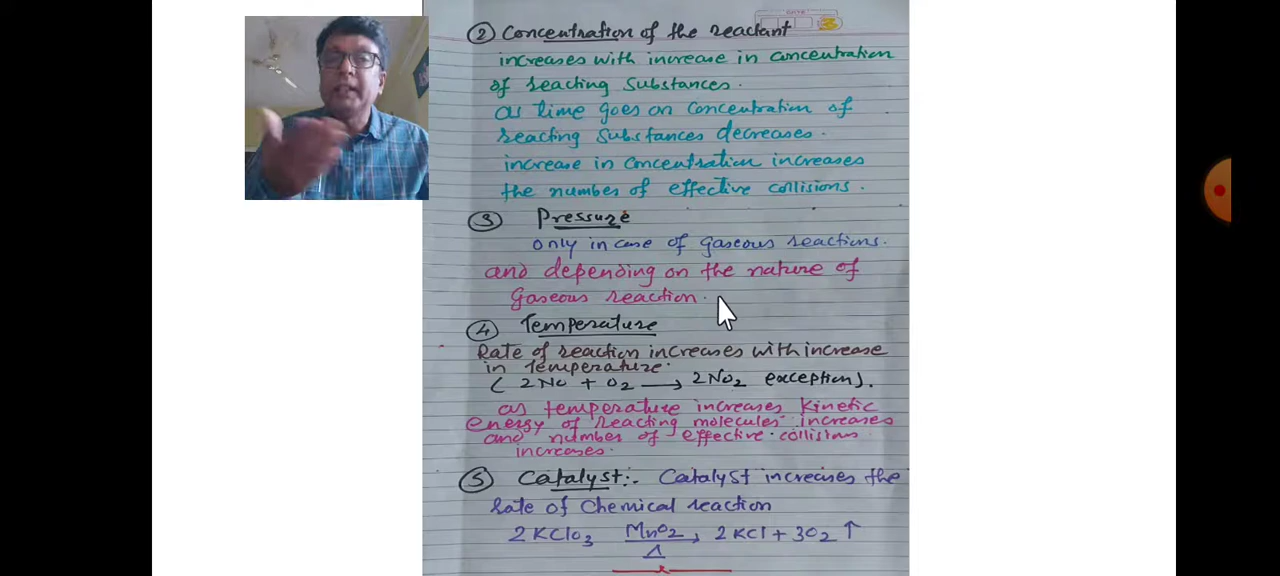 DATE
3
② Concentration of the reactant
increases with increase in concentration
of reacting substances.
as time goes on concentration of
reacting substances decreases.
increase in concentration increases
the number of effective collisions.
③ Pressure
only in case of gaseous reactions.
and depending on the nature of
gaseous reaction.
④ Temperature
Rate of reaction increases with increase
in Temperature.
( 2NO + O2 → 2NO2 exception).
as temperature increases kinetic
energy of reacting molecules increases
and number of effective collisions
increases.
⑤ Catalyst:- Catalyst increases the
rate of chemical reaction
2KClO3 MnO2/Δ, 2KCl + 3O2 ↑